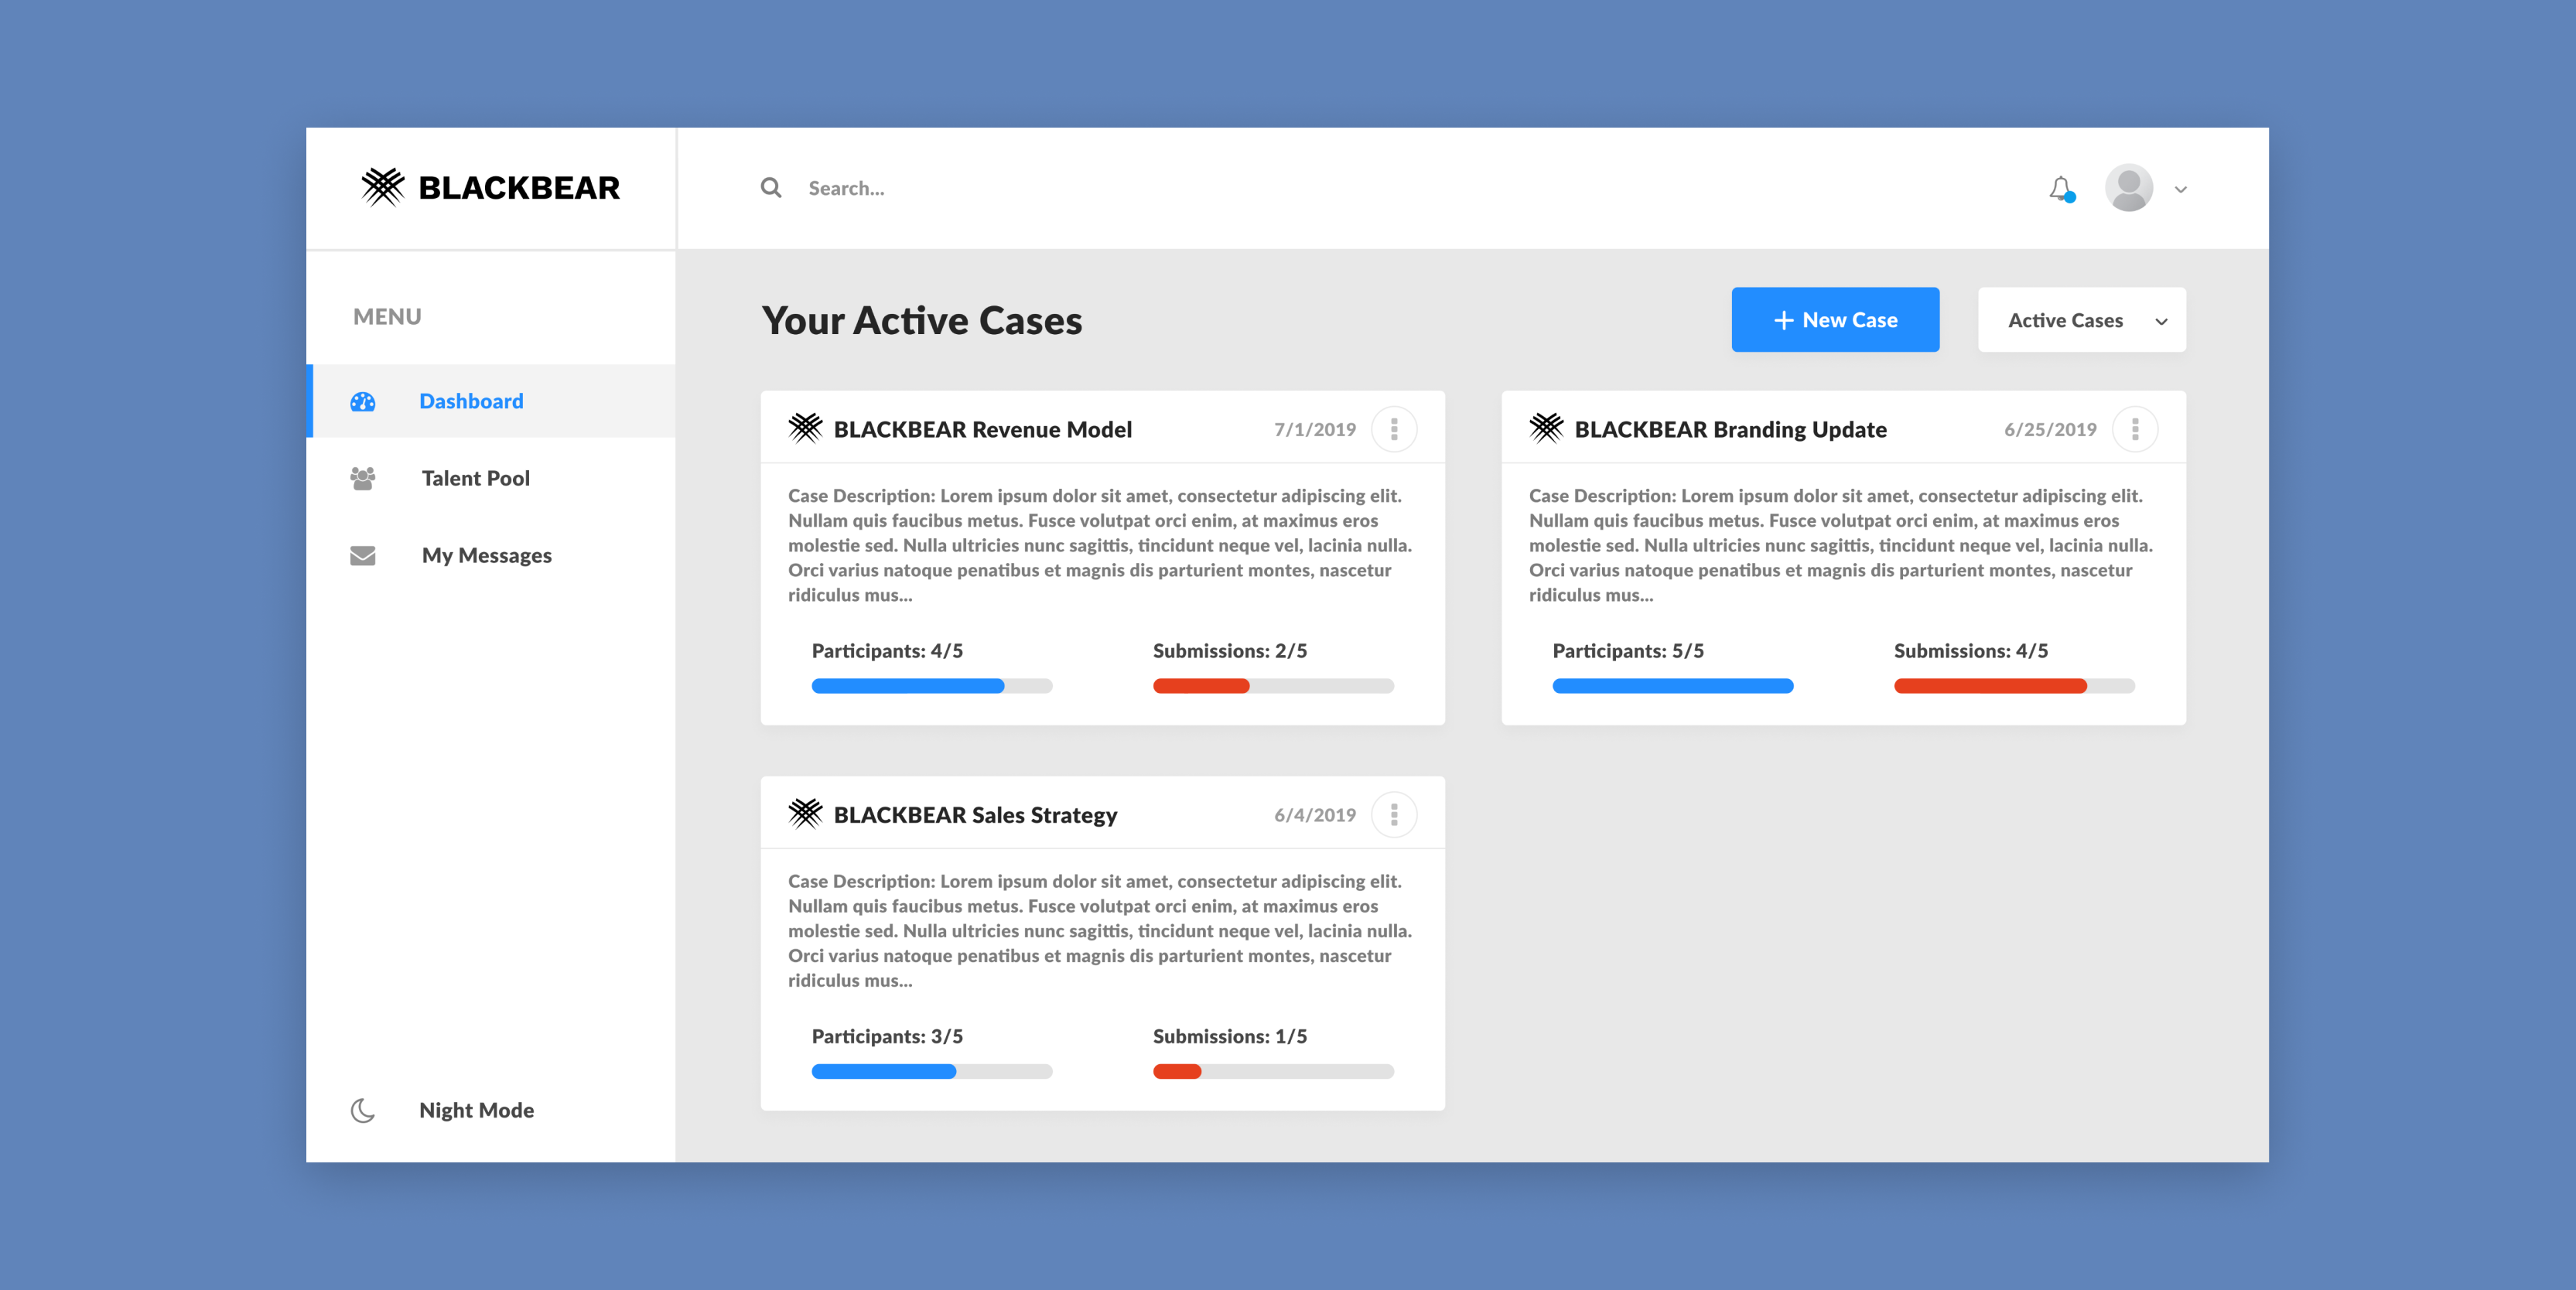 BLACKBEAR
Search...
MENU
Dashboard
Talent Pool
My Messages
Night Mode
Your Active Cases
+ New Case
Active Cases
BLACKBEAR Revenue Model
7/1/2019
Case Description: Lorem ipsum dolor sit amet, consectetur adipiscing elit.
Nullam quis faucibus metus. Fusce volutpat orci enim, at maximus eros
molestie sed. Nulla ultricies nunc sagittis, tincidunt neque vel, lacinia nulla.
Orci varius natoque penatibus et magnis dis parturient montes, nascetur
ridiculus mus...
Participants: 4/5
Submissions: 2/5
BLACKBEAR Branding Update
6/25/2019
Case Description: Lorem ipsum dolor sit amet, consectetur adipiscing elit.
Nullam quis faucibus metus. Fusce volutpat orci enim, at maximus eros
molestie sed. Nulla ultricies nunc sagittis, tincidunt neque vel, lacinia nulla.
Orci varius natoque penatibus et magnis dis parturient montes, nascetur
ridiculus mus...
Participants: 5/5
Submissions: 4/5
BLACKBEAR Sales Strategy
6/4/2019
Case Description: Lorem ipsum dolor sit amet, consectetur adipiscing elit.
Nullam quis faucibus metus. Fusce volutpat orci enim, at maximus eros
molestie sed. Nulla ultricies nunc sagittis, tincidunt neque vel, lacinia nulla.
Orci varius natoque penatibus et magnis dis parturient montes, nascetur
ridiculus mus...
Participants: 3/5
Submissions: 1/5